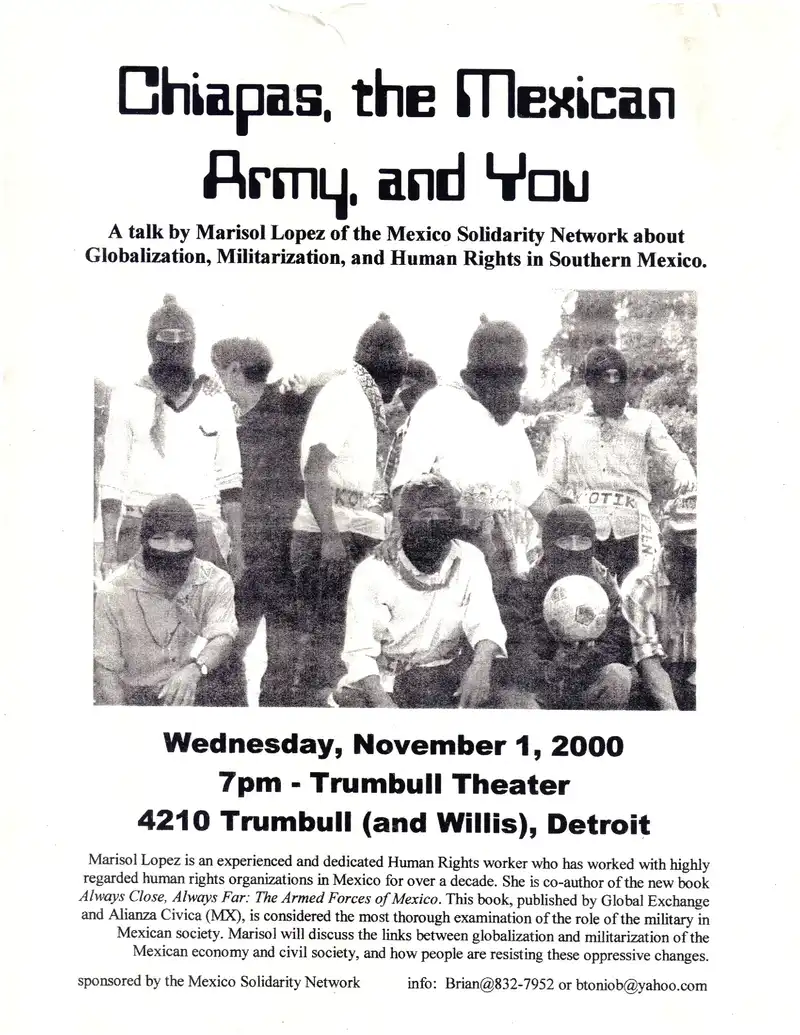 Chiapas, the Mexican
Army, and You
A talk by Marisol Lopez of the Mexico Solidarity Network about
Globalization, Militarization, and Human Rights in Southern Mexico.
KO
OTIK
Wednesday, November 1, 2000
7pm - Trumbull Theater
4210 Trumbull (and Willis), Detroit
Marisol Lopez is an experienced and dedicated Human Rights worker who has worked with highly
regarded human rights organizations in Mexico for over a decade. She is co-author of the new book
Always Close, Always Far: The Armed Forces of Mexico. This book, published by Global Exchange
and Alianza Civica (MX), is considered the most thorough examination of the role of the military in
Mexican society. Marisol will discuss the links between globalization and militarization of the
Mexican economy and civil society, and how people are resisting these oppressive changes.
sponsored by the Mexico Solidarity Network info: Brian@832-7952 or btoniob@yahoo.com